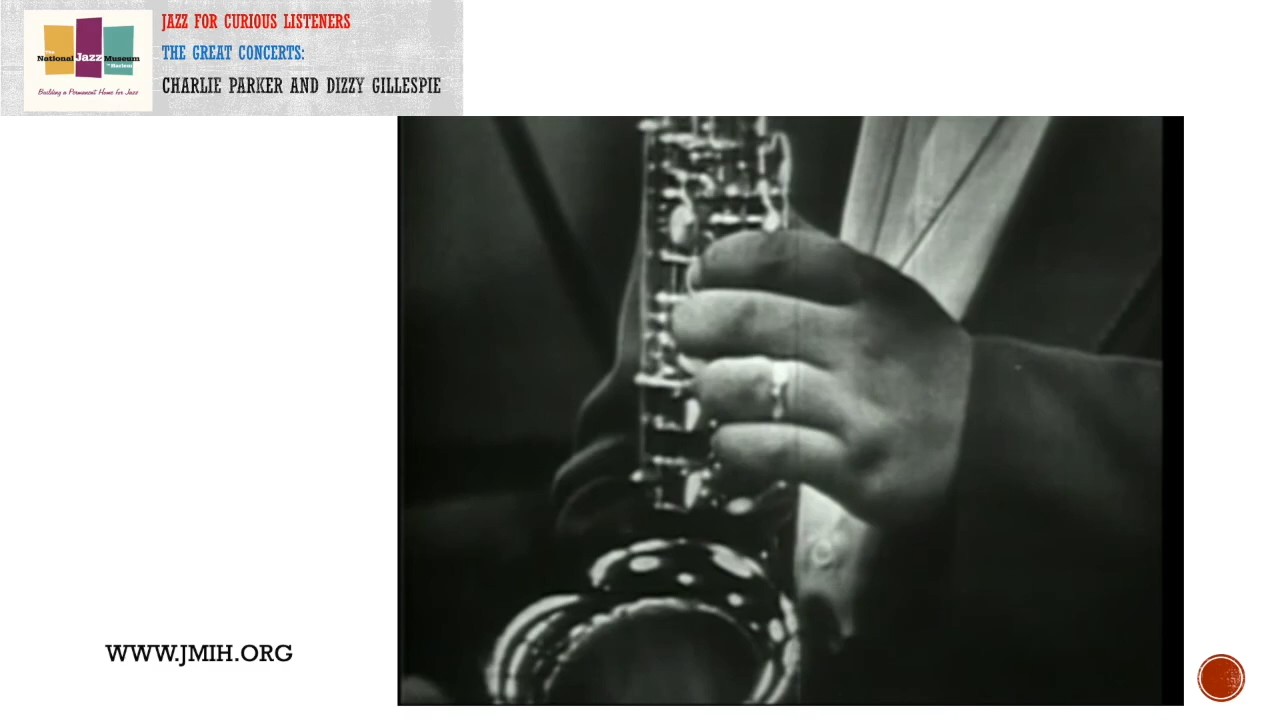 JAZZ FOR CURIOUS LISTENERS
THE GREAT CONCERTS:
CHARLIE PARKER AND DIZZY GILLESPIE
The
National Jazz Museum
in Harlem
Building a Permanent Home for Jazz
WWW.JMIH.ORG